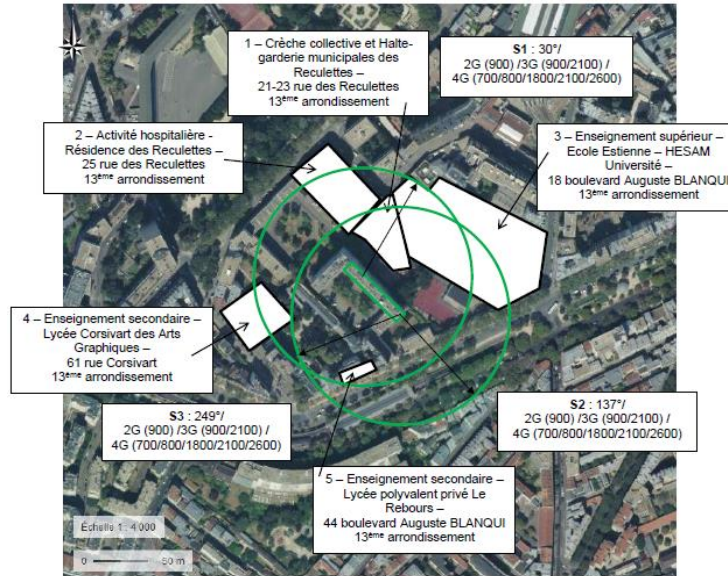 1 – Crèche collective et Halte-
garderie municipales des
Reculettes –
21-23 rue des Reculettes
13ème arrondissement
S1 : 30°/
2G (900) /3G (900/2100) /
4G (700/800/1800/2100/2600)
2 – Activité hospitalière -
Résidence des Reculettes –
25 rue des Reculettes
13ème arrondissement
3 – Enseignement supérieur –
Ecole Estienne – HESAM
Université –
18 boulevard Auguste BLANQUI
13ème arrondissement
4 – Enseignement secondaire –
Lycée Corsivart des Arts
Graphiques –
61 rue Corsivart
13ème arrondissement
S3 : 249°/
2G (900) /3G (900/2100) /
4G (700/800/1800/2100/2600)
S2 : 137°/
2G (900) /3G (900/2100) /
4G (700/800/1800/2100/2600)
5 – Enseignement secondaire –
Lycée polyvalent privé Le
Rebours –
44 boulevard Auguste BLANQUI
13ème arrondissement
Échelle 1 : 4 000
0 50 m